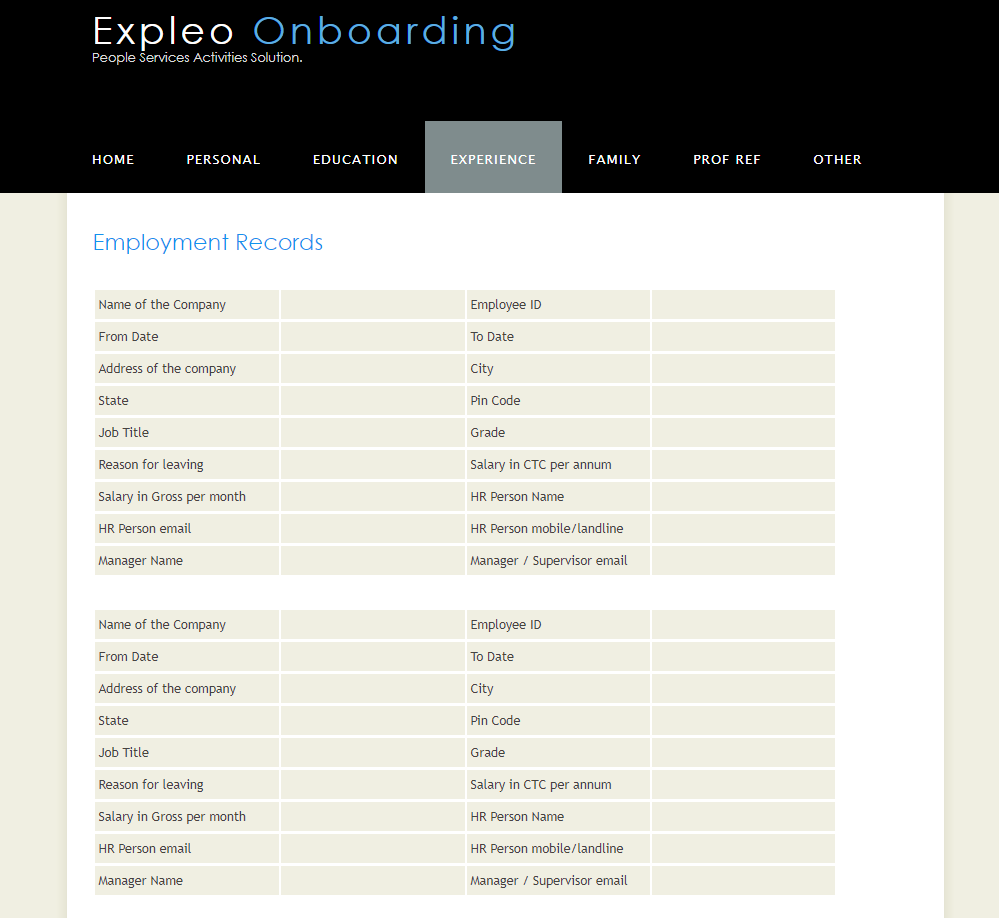 Expleo Onboarding
People Services Activities Solution.
HOME PERSONAL EDUCATION EXPERIENCE FAMILY PROF REF OTHER
Employment Records
Name of the Company Employee ID
From Date To Date
Address of the company City
State Pin Code
Job Title Grade
Reason for leaving Salary in CTC per annum
Salary in Gross per month HR Person Name
HR Person email HR Person mobile/landline
Manager Name Manager / Supervisor email
Name of the Company Employee ID
From Date To Date
Address of the company City
State Pin Code
Job Title Grade
Reason for leaving Salary in CTC per annum
Salary in Gross per month HR Person Name
HR Person email HR Person mobile/landline
Manager Name Manager / Supervisor email